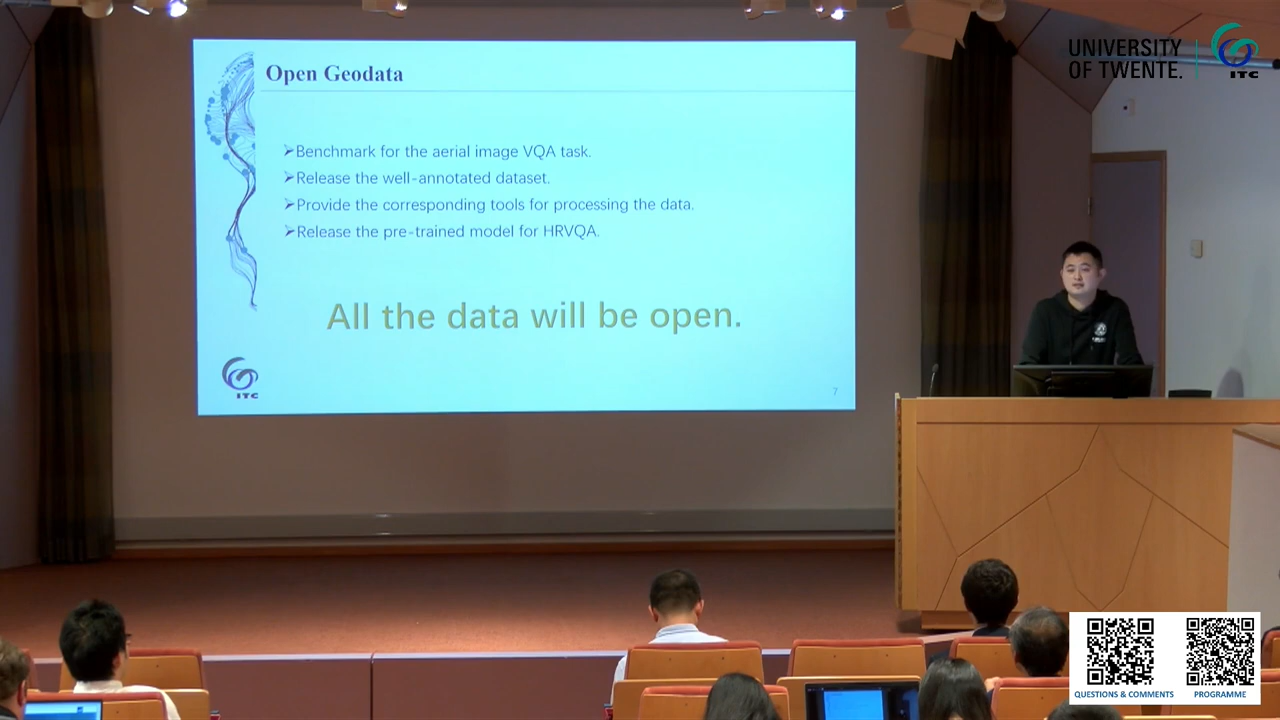 Open Geodata
➢Benchmark for the aerial image VQA task.
➢Release the well-annotated dataset.
➢Provide the corresponding tools for processing the data.
➢Release the pre-trained model for HRVQA.
All the data will be open.
ITC
7
UNIVERSITY
OF TWENTE.
ITC
QUESTIONS & COMMENTS
PROGRAMME